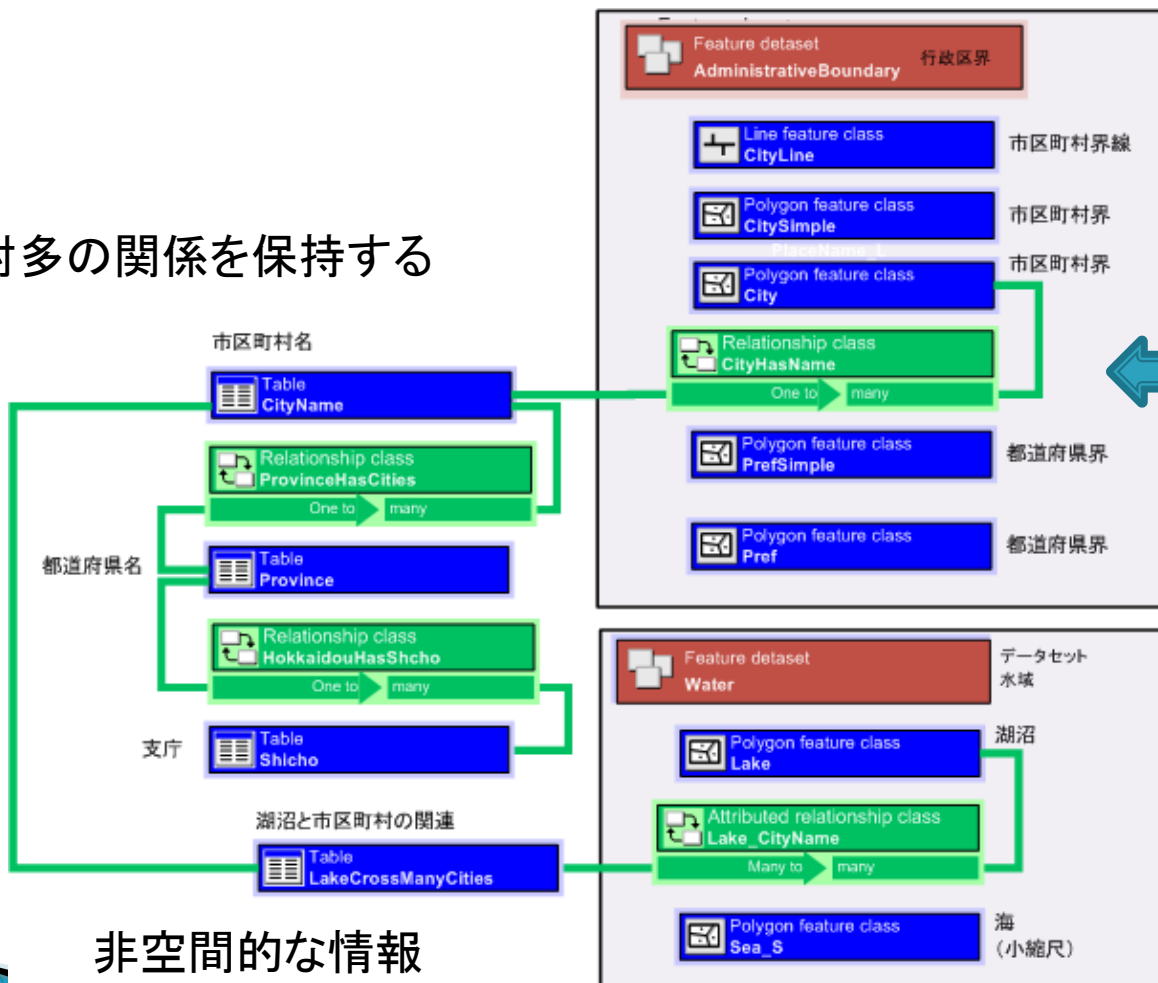 対多の関係を保持する
市区町村名
Table
CityName
Relationship class
ProvinceHasCities
One to many
都道府県名
Table
Province
Relationship class
HokkaidouHasShcho
One to many
支庁
Table
Shicho
湖沼と市区町村の関連
Table
LakeCrossManyCities
非空間的な情報
Feature detaset
AdministrativeBoundary
行政区界
Line feature class
CityLine
市区町村界線
Polygon feature class
CitySimple
市区町村界
PlaceName_L
Polygon feature class
City
市区町村界
Relationship class
CityHasName
One to many
Polygon feature class
PrefSimple
都道府県界
Polygon feature class
Pref
都道府県界
Feature detaset
Water
データセット
水域
Polygon feature class
Lake
湖沼
Attributed relationship class
Lake_CityName
Many to many
Polygon feature class
Sea_S
海
(小縮尺)